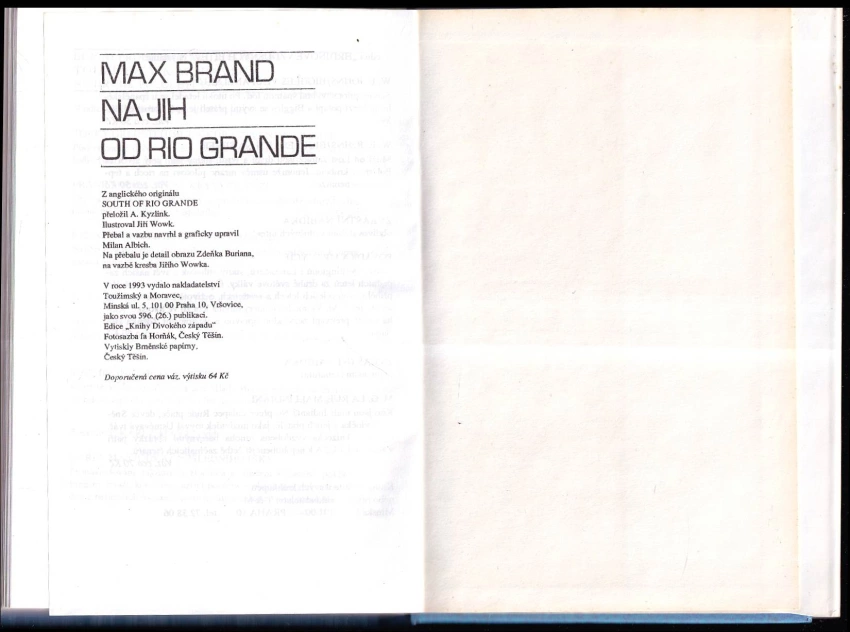 MAX BRAND
NA JIH
OD RIO GRANDE
Z anglického originálu
SOUTH OF RIO GRANDE
přeložil A. Kyzlink.
Ilustroval Jiří Wowk.
Přebal a vazbu navrhl a graficky upravil
Milan Albich.
Na přebalu je detail obrazu Zdeňka Buriana,
na vazbě kresba Jiřího Wowka.
V roce 1993 vydalo nakladatelství
Toužimský a Moravec,
Minská ul. 5, 101 00 Praha 10, Vršovice,
jako svou 596. (26.) publikaci.
Edice „Knihy Divokého západu“
Fotosazba fa Horňák, Český Těšín.
Vytiskly Brněnské papírny,
Český Těšín.
Doporučená cena váz. výtisku 64 Kč